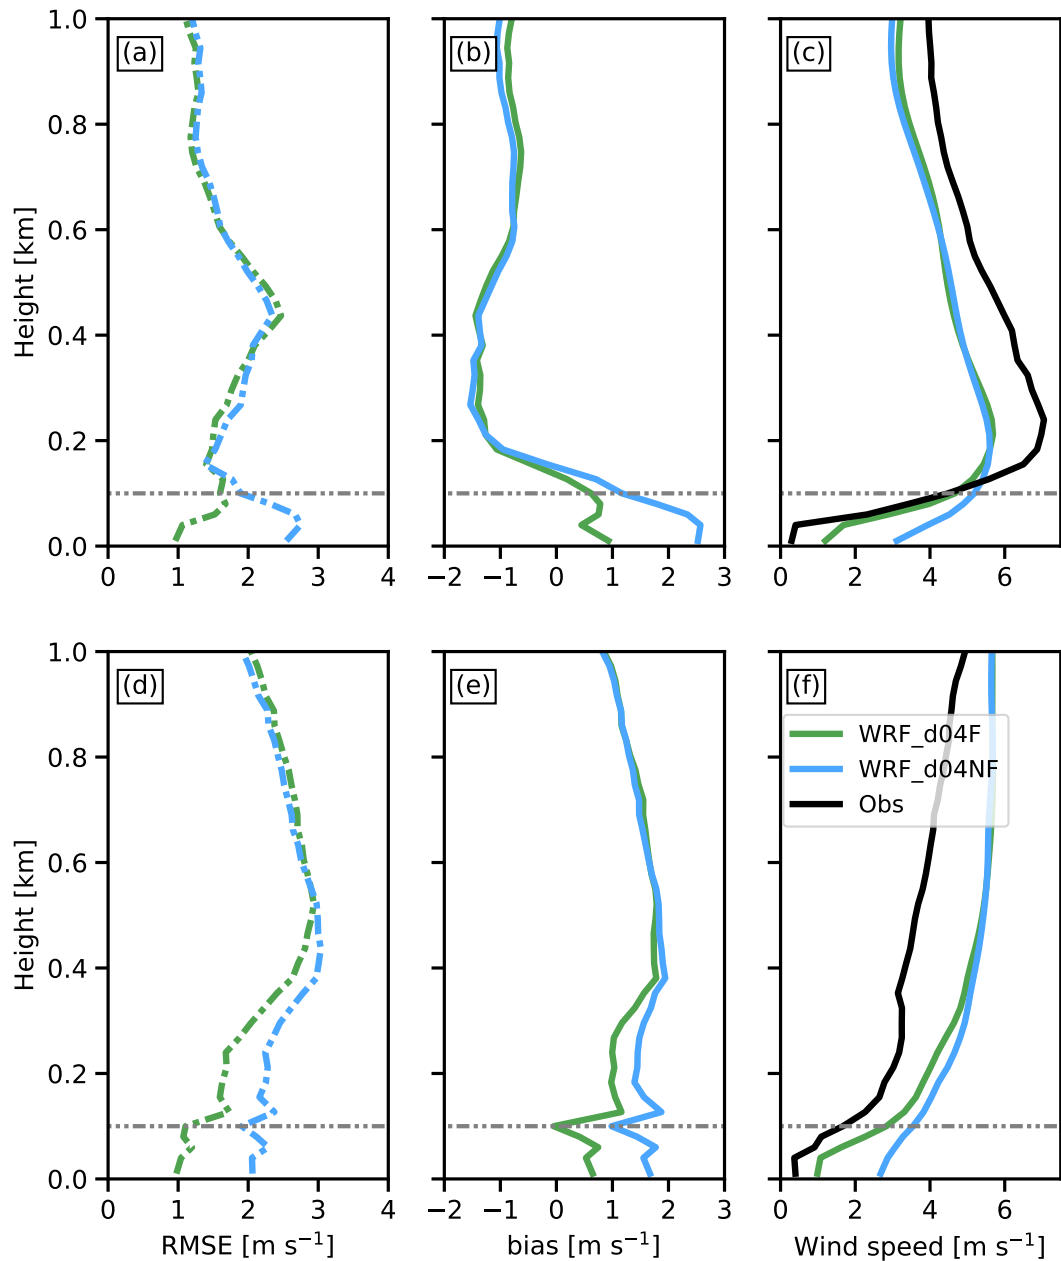 (a) (b) (c)
1.0
0.8
0.6
0.4
0.2
0.0
Height [km]
0 1 2 3 4
−2 −1 0 1 2 3
0 2 4 6
(d) (e) (f)
WRF_d04F
WRF_d04NF
Obs
1.0
0.8
0.6
0.4
0.2
0.0
Height [km]
0 1 2 3 4
−2 −1 0 1 2 3
0 2 4 6
RMSE [m s⁻¹]
bias [m s⁻¹]
Wind speed [m s⁻¹]